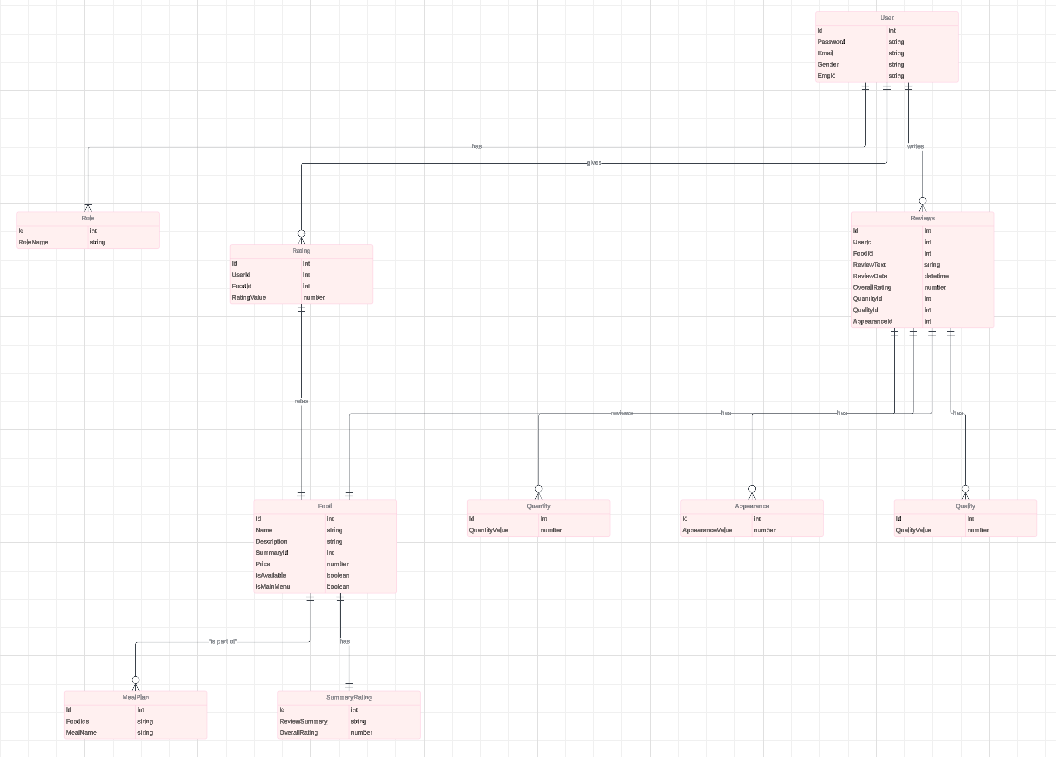 User
Id int
Password string
Email string
Gender string
EmpId string
has
gives
writes
Role
Id int
RoleName string
Rating
Id int
UserId int
FoodId int
RatingValue number
Reviews
Id int
UserId int
FoodId int
ReviewText string
ReviewDate datetime
OverallRating number
QuantityId int
QualityId int
AppearanceId int
rates
reviews
has
has
has
Food
Id int
Name string
Description string
SummaryId int
Price number
IsAvailable boolean
IsMainMenu boolean
Quantity
Id int
QuantityValue number
Appearance
Id int
AppearanceValue number
Quality
Id int
QualityValue number
"is part of"
has
MealPlan
Id int
FoodIds string
MealName string
SummaryRating
Id int
ReviewSummary string
OverallRating number